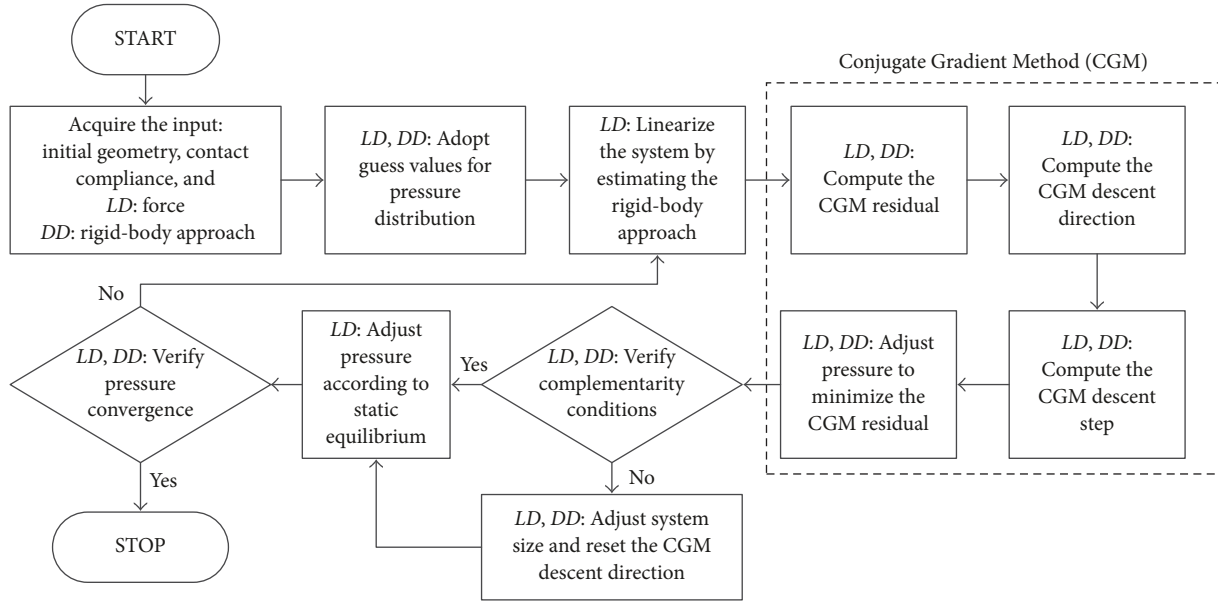 START
Conjugate Gradient Method (CGM)
Acquire the input:
initial geometry, contact
compliance, and
LD: force
DD: rigid-body approach
LD, DD: Adopt
guess values for
pressure
distribution
LD: Linearize
the system by
estimating the
rigid-body
approach
LD, DD:
Compute the
CGM residual
LD, DD:
Compute the
CGM descent
direction
LD, DD:
Compute the
CGM descent
step
LD, DD: Adjust
pressure to
minimize the
CGM residual
LD, DD: Verify
complementarity
conditions
Yes
No
LD, DD: Adjust system
size and reset the CGM
descent direction
LD: Adjust
pressure
according to
static
equilibrium
LD, DD: Verify
pressure
convergence
No
Yes
STOP